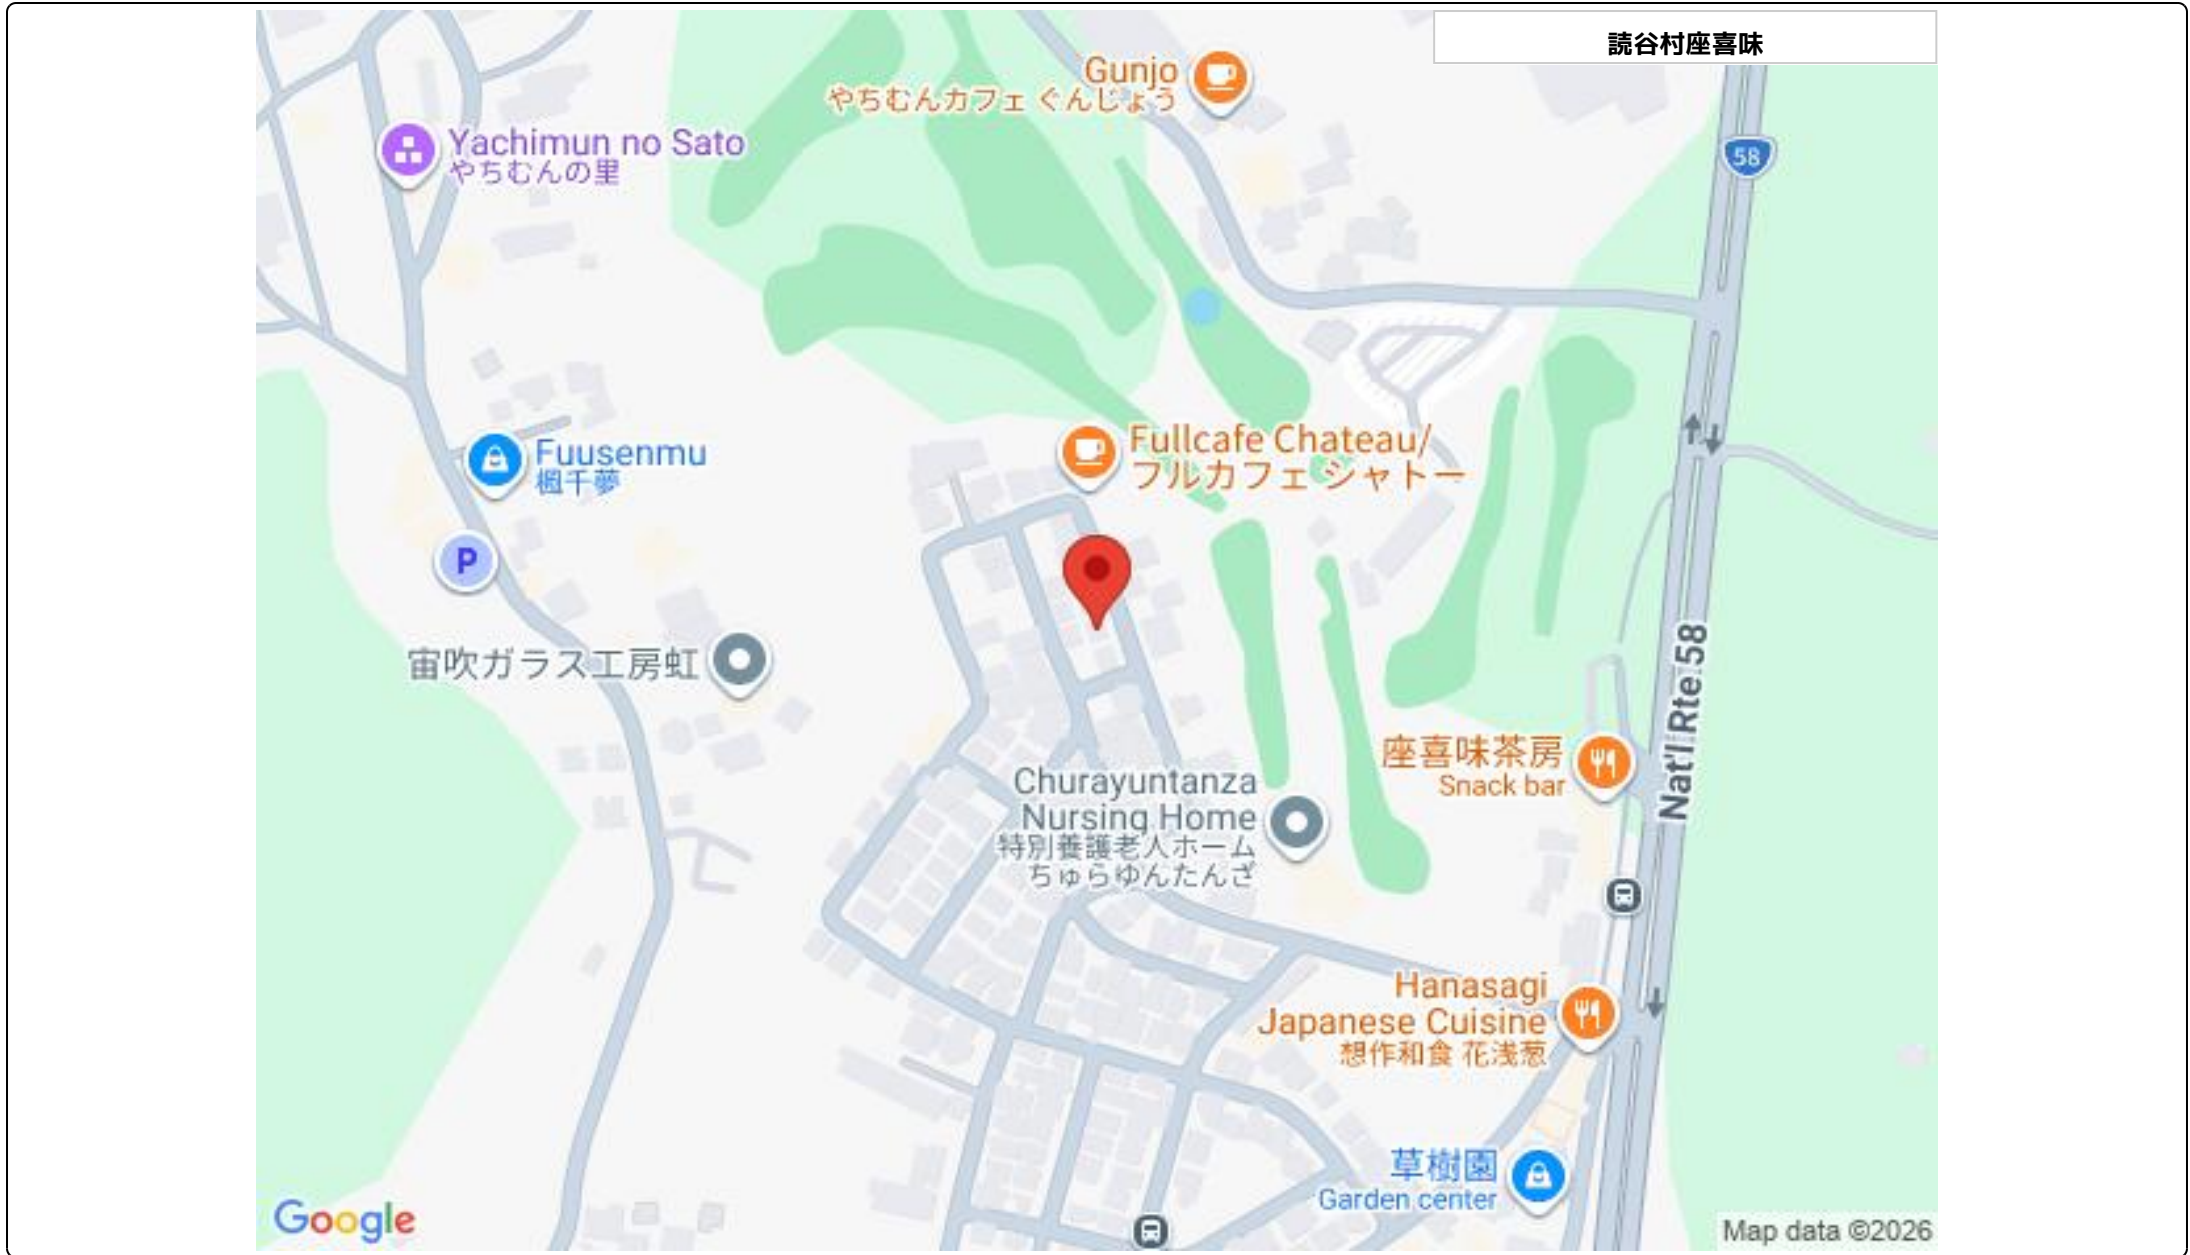 読谷村座喜味
Gunjo
やちむんカフェ ぐんじょう
58
Yachimun no Sato
やちむんの里
Fullcafe Chateau/
フルカフェ シャトー
Fuusenmu
楓千夢
P
宙吹ガラス工房虹
Nat'l Rte 58
座喜味茶房
Snack bar
Churayuntanza
Nursing Home
特別養護老人ホーム
ちゅらゆんたんざ
Hanasagi
Japanese Cuisine
想作和食 花浅葱
草樹園
Garden center
Google
Map data ©2026